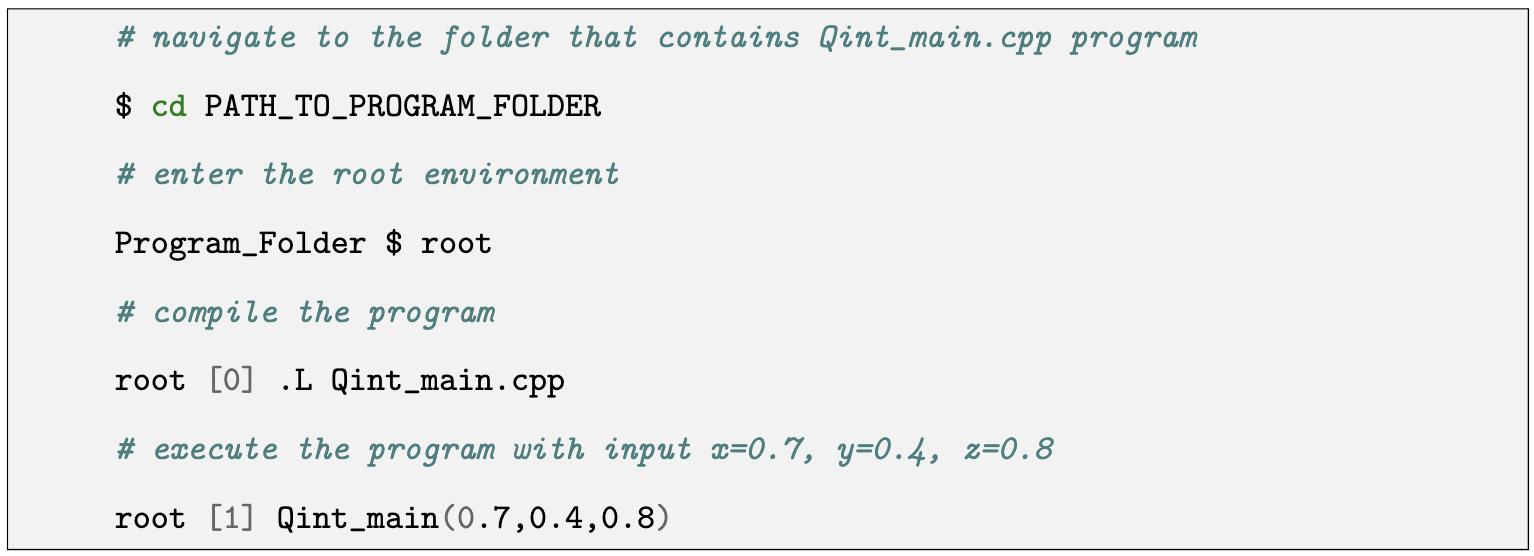 # navigate to the folder that contains Qint_main.cpp program
$ cd PATH_TO_PROGRAM_FOLDER
# enter the root environment
Program_Folder $ root
# compile the program
root [0] .L Qint_main.cpp
# execute the program with input x=0.7, y=0.4, z=0.8
root [1] Qint_main(0.7,0.4,0.8)